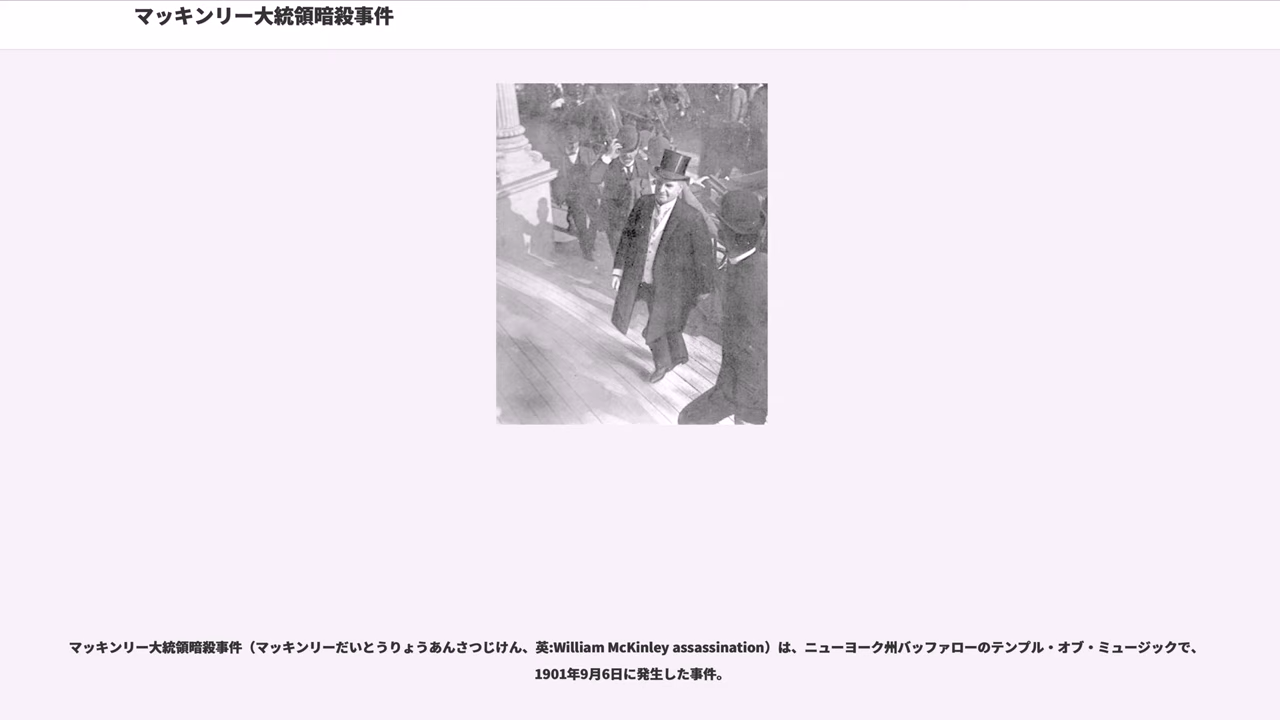 マッキンリー大統領暗殺事件
マッキンリー大統領暗殺事件（マッキンリーだいとうりょうあんさつじけん、英:William McKinley assassination）は、ニューヨーク州バッファローのテンプル・オブ・ミュージックで、
1901年9月6日に発生した事件。